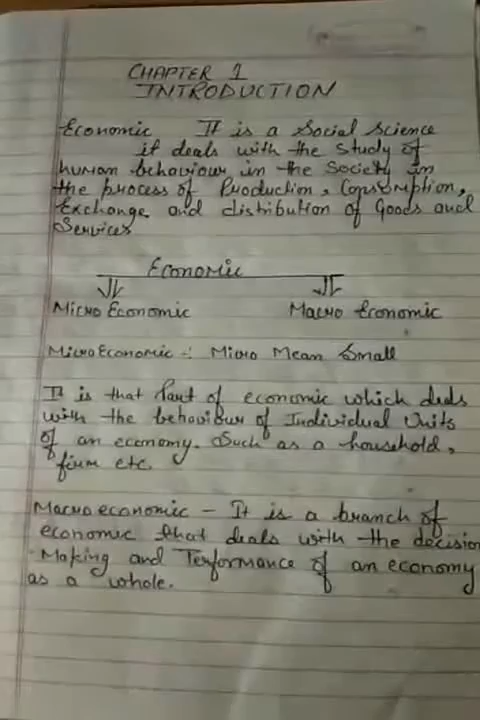 CHAPTER 1
INTRODUCTION
Economic It is a Social Science
it deals with the study of
human behaviour in the Society in
the process of Production, Consomption,
Exchange and distribution of Goods and
Services
Economic
Micro Economic Macro Economic
Micro Economic :- Micro Mean Small
It is that Part of economic which deals
with the behaviour of Individual Units
of an economy. Such as a household,
firm etc.
Macro economic - It is a branch of
economic that deals with the decision
Making and Performance of an economy
as a whole.